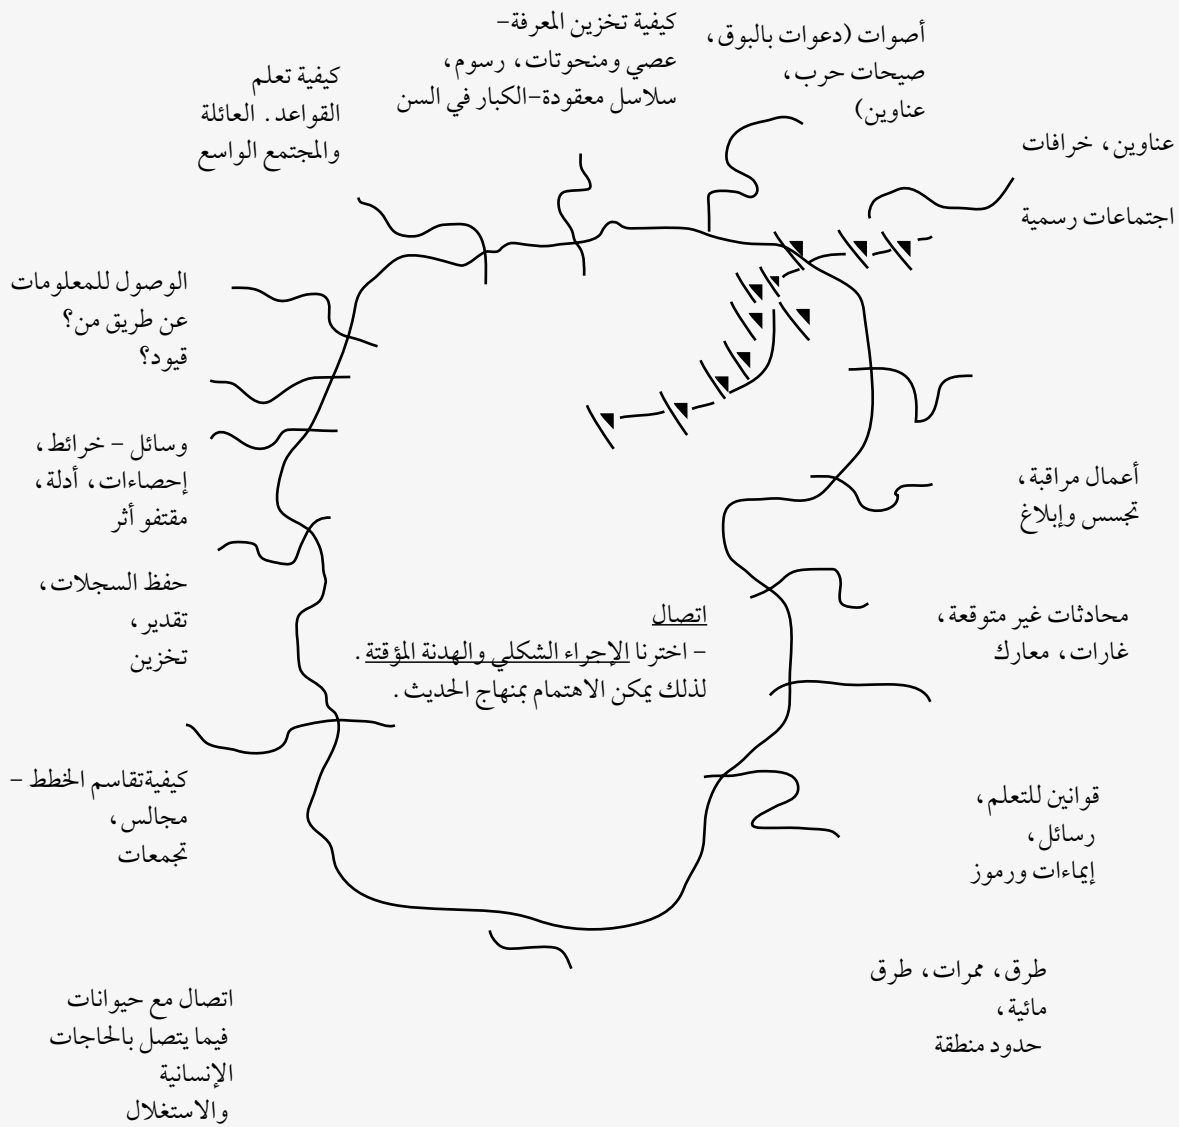 أصوات (دعوات بالبوق،
صيحات حرب،
عناوين)
كيفية تخزين المعرفة–
عصي ومنحوتات، رسوم،
سلاسل معقودة–الكبار في السن
كيفية تعلم
القواعد. العائلة
والمجتمع الواسع
عناوين، خرافات
اجتماعات رسمية
الوصول للمعلومات
عن طريق من؟
قيود؟
وسائل – خرائط،
إحصاءات، أدلة،
مقتفو أثر
أعمال مراقبة،
تجسس وإبلاغ
حفظ السجلات،
تقدير،
تخزين
اتصال
– اخترنا الإجراء الشكلي والهدنة المؤقتة.
لذلك يمكن الاهتمام بمنهاج الحديث.
محادثات غير متوقعة،
غارات، معارك
كيفيةتقاسم الخطط –
مجالس،
تجمعات
قوانين للتعلم،
رسائل،
إيماءات ورموز
طرق، ممرات، طرق
مائية،
حدود منطقة
اتصال مع حيوانات
فيما يتصل بالحاجات
الإنسانية
والاستغلال